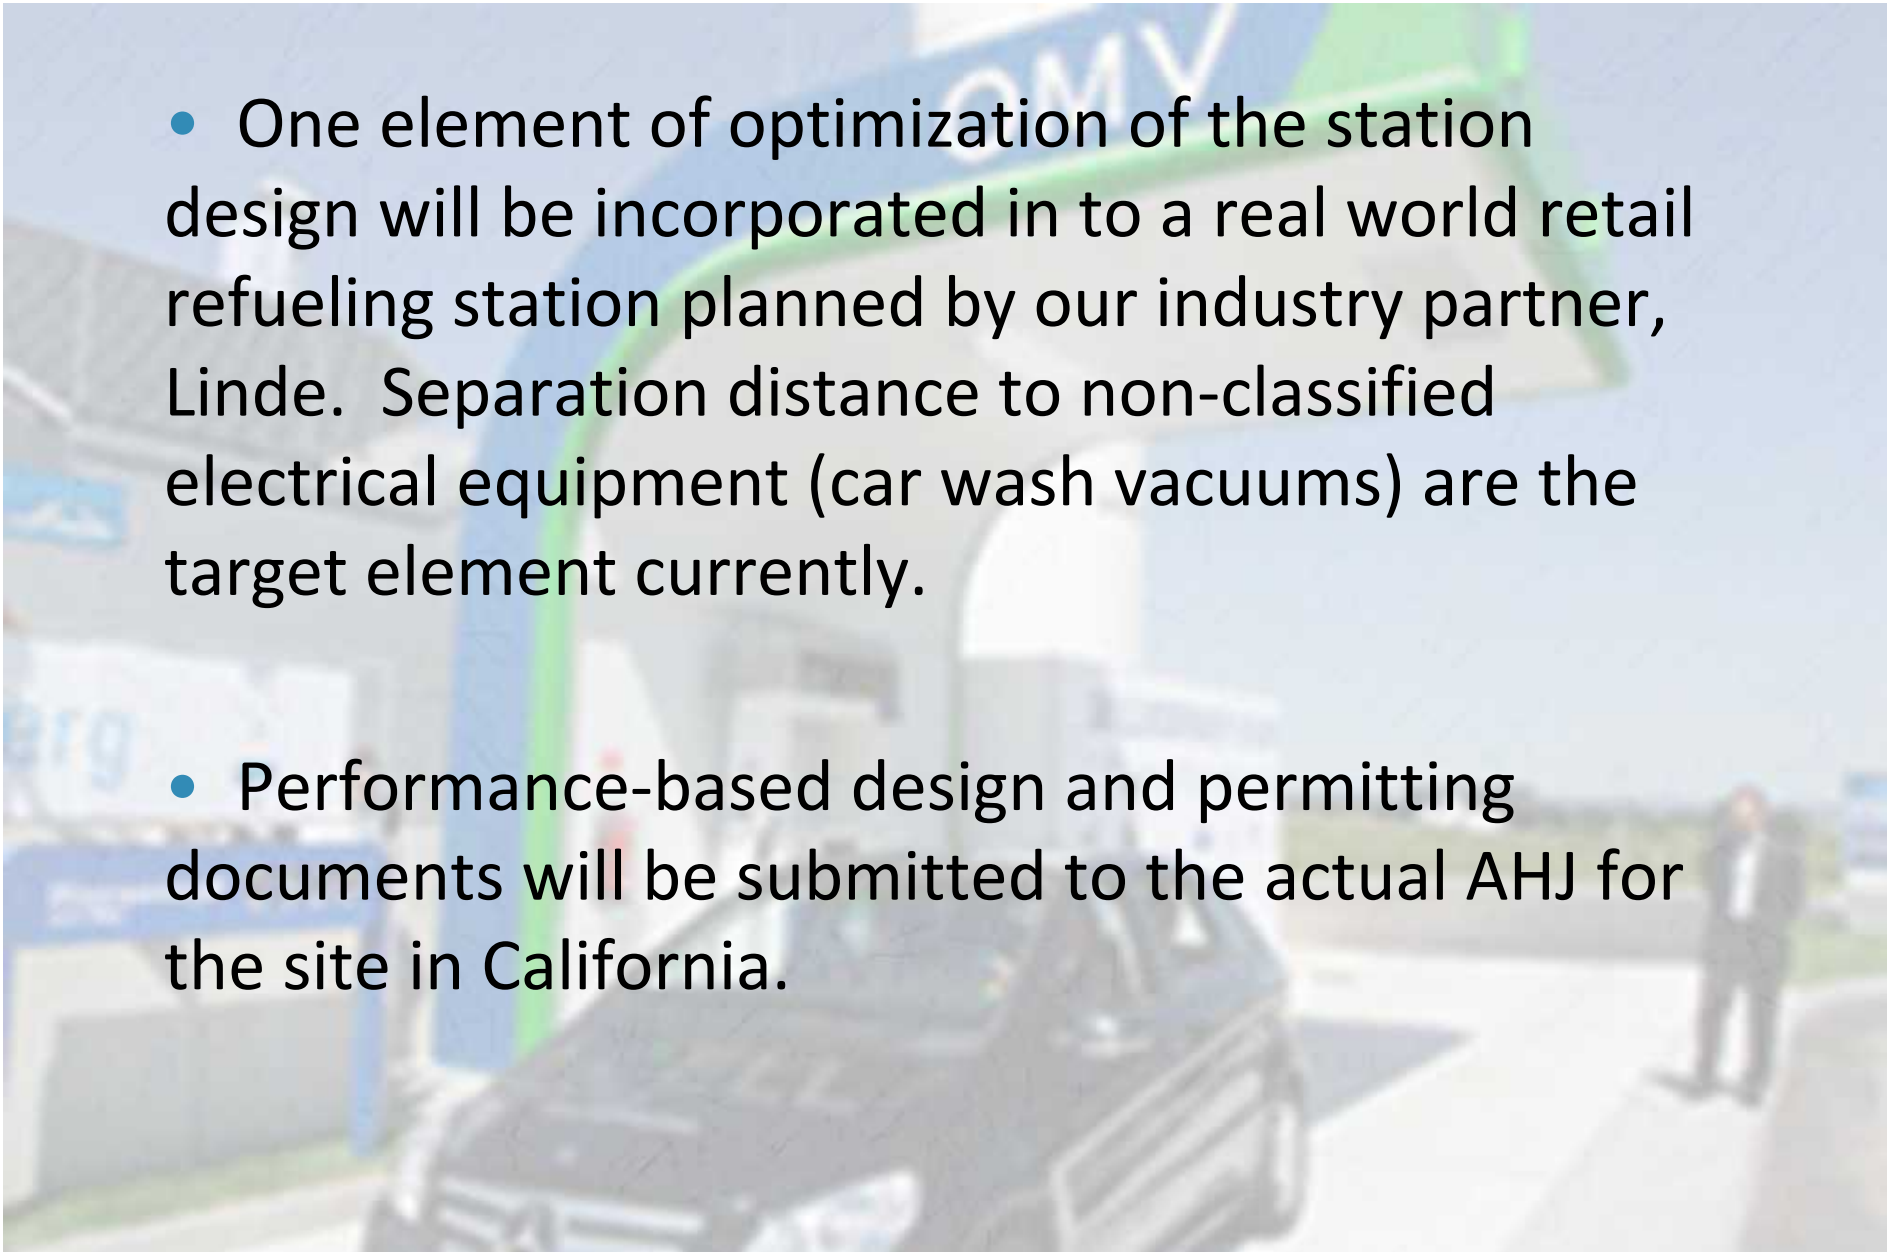 OMV
• One element of optimization of the station
design will be incorporated in to a real world retail
refueling station planned by our industry partner,
Linde.  Separation distance to non-classified
electrical equipment (car wash vacuums) are the
target element currently.
erg
• Performance-based design and permitting
documents will be submitted to the actual AHJ for
the site in California.